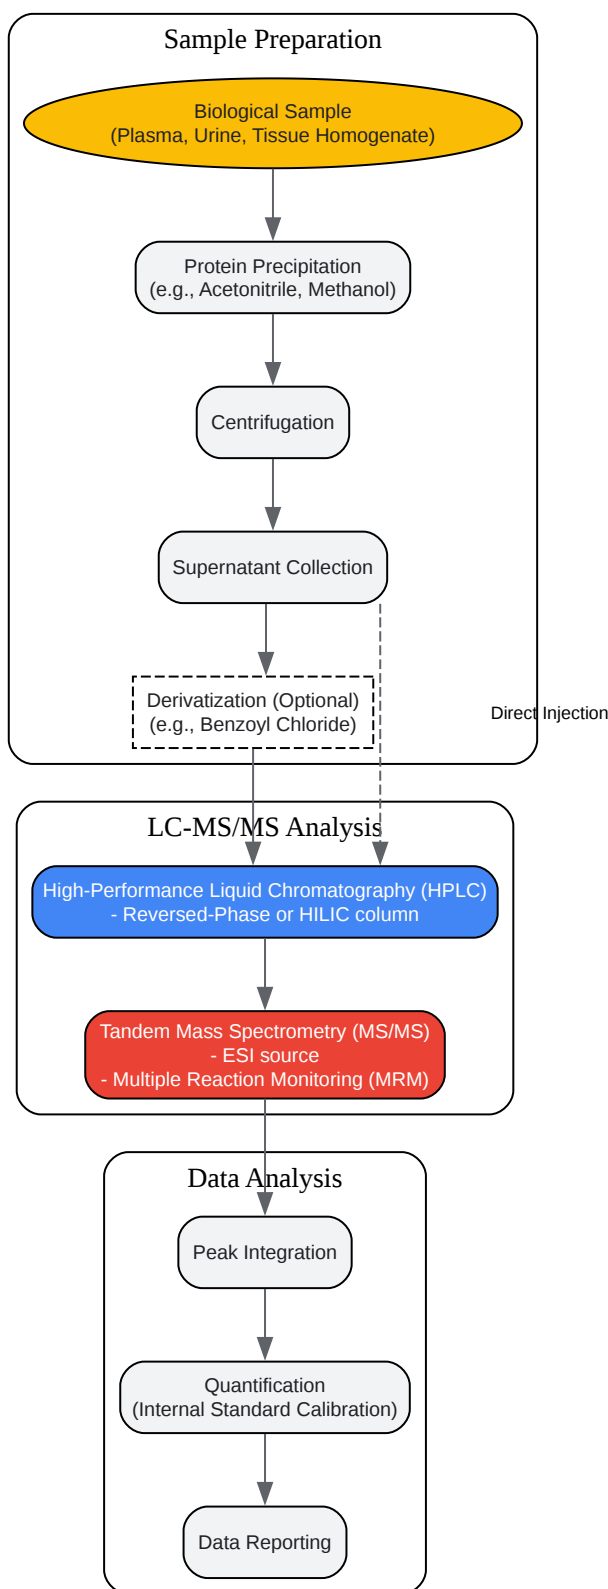 Sample Preparation
Biological Sample
(Plasma, Urine, Tissue Homogenate)
Protein Precipitation
(e.g., Acetonitrile, Methanol)
Centrifugation
Supernatant Collection
Derivatization (Optional)
(e.g., Benzoyl Chloride)
Direct Injection
LC-MS/MS Analysis
High-Performance Liquid Chromatography (HPLC)
- Reversed-Phase or HILIC column
Tandem Mass Spectrometry (MS/MS)
- ESI source
- Multiple Reaction Monitoring (MRM)
Data Analysis
Peak Integration
Quantification
(Internal Standard Calibration)
Data Reporting